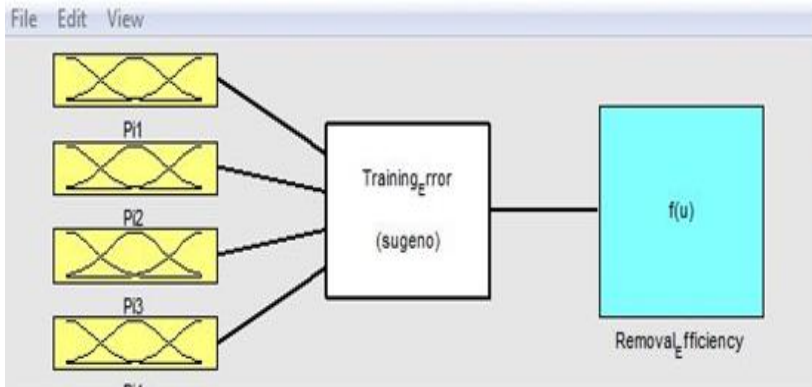 File Edit View
Pi1
Pi2
Pi3
Training_Error
(sugeno)
f(u)
Removal_Efficiency